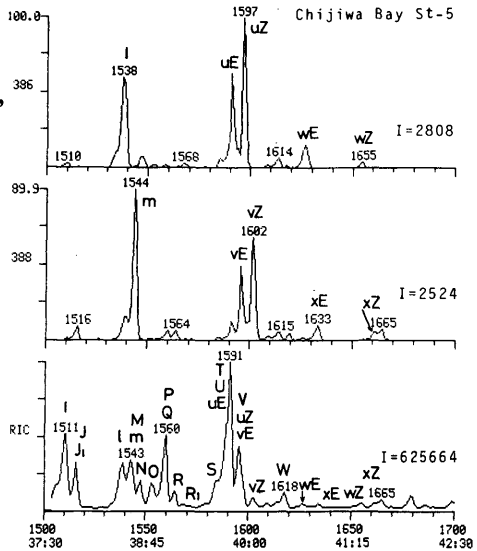 Chijiwa Bay St-5
100.0
1597
uZ
l
1538
uE
386
wE
wZ
I=2808
1510
1568
1614
1655
89.9
1544
m
vZ
1602
vE
388
xE
xZ
I=2524
1516
1564
1615
1633
1665
1591
T
U
uE
V
uZ
vE
P
Q
1560
I
1511
J
J₁
l
M
m
1543
N
O
R
R₁
S
vZ
W
1618
wE
xE
wZ
xZ
1665
RIC
I=625664
1500
1550
1600
1650
1700
37:30
38:45
40:00
41:15
42:30